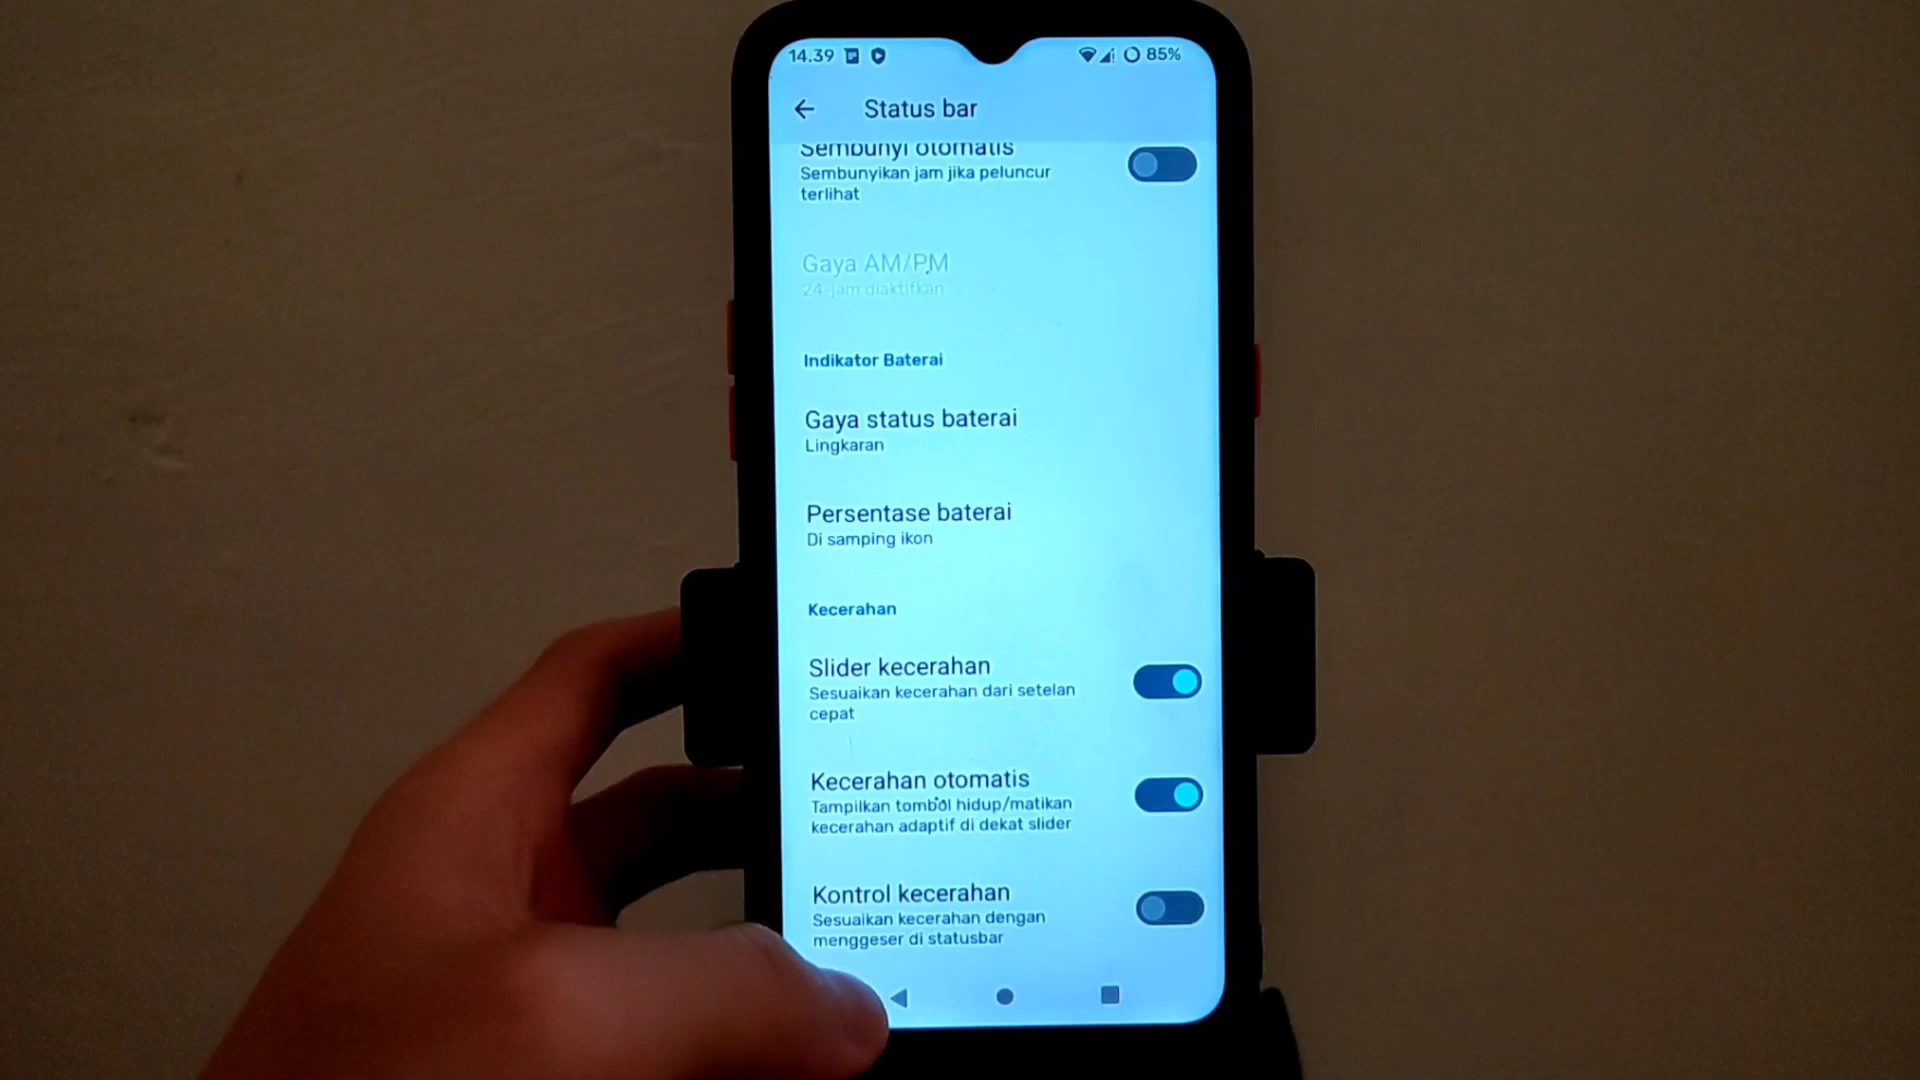 14.39 85%
Status bar
Sembunyi otomatis
Sembunyikan jam jika peluncur
terlihat
Gaya AM/PM
24-jam diaktifkan
Indikator Baterai
Gaya status baterai
Lingkaran
Persentase baterai
Di samping ikon
Kecerahan
Slider kecerahan
Sesuaikan kecerahan dari setelan
cepat
Kecerahan otomatis
Tampilkan tombol hidup/matikan
kecerahan adaptif di dekat slider
Kontrol kecerahan
Sesuaikan kecerahan dengan
menggeser di statusbar